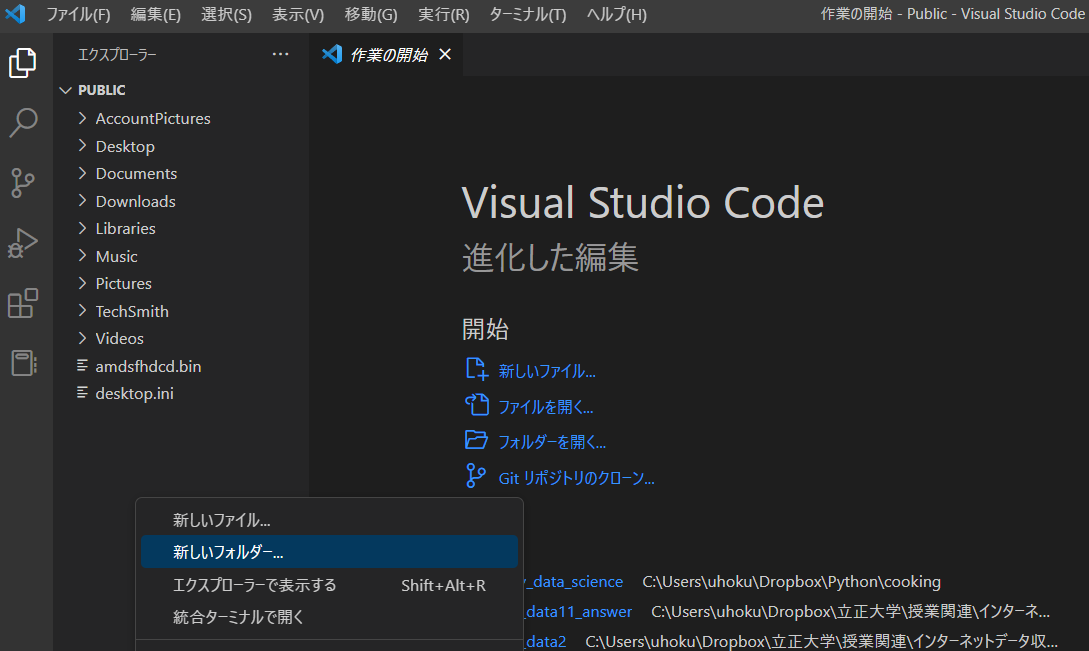 ファイル(F) 編集(E) 選択(S) 表示(V) 移動(G) 実行(R) ターミナル(T) ヘルプ(H) 作業の開始 - Public - Visual Studio Code
エクスプローラー ...
作業の開始
PUBLIC
AccountPictures
Desktop
Documents
Downloads
Libraries
Music
Pictures
TechSmith
Videos
amdsfhdcd.bin
desktop.ini
Visual Studio Code
進化した編集
開始
新しいファイル...
ファイルを開く...
フォルダーを開く...
Git リポジトリのクローン...
新しいファイル...
新しいフォルダー...
エクスプローラーで表示する Shift+Alt+R
統合ターミナルで開く
_data_science C:\Users\uhoku\Dropbox\Python\cooking
_data11_answer C:\Users\uhoku\Dropbox\立正大学\授業関連\インターネ...
_data2 C:\Users\uhoku\Dropbox\立正大学\授業関連\インターネットデータ収...